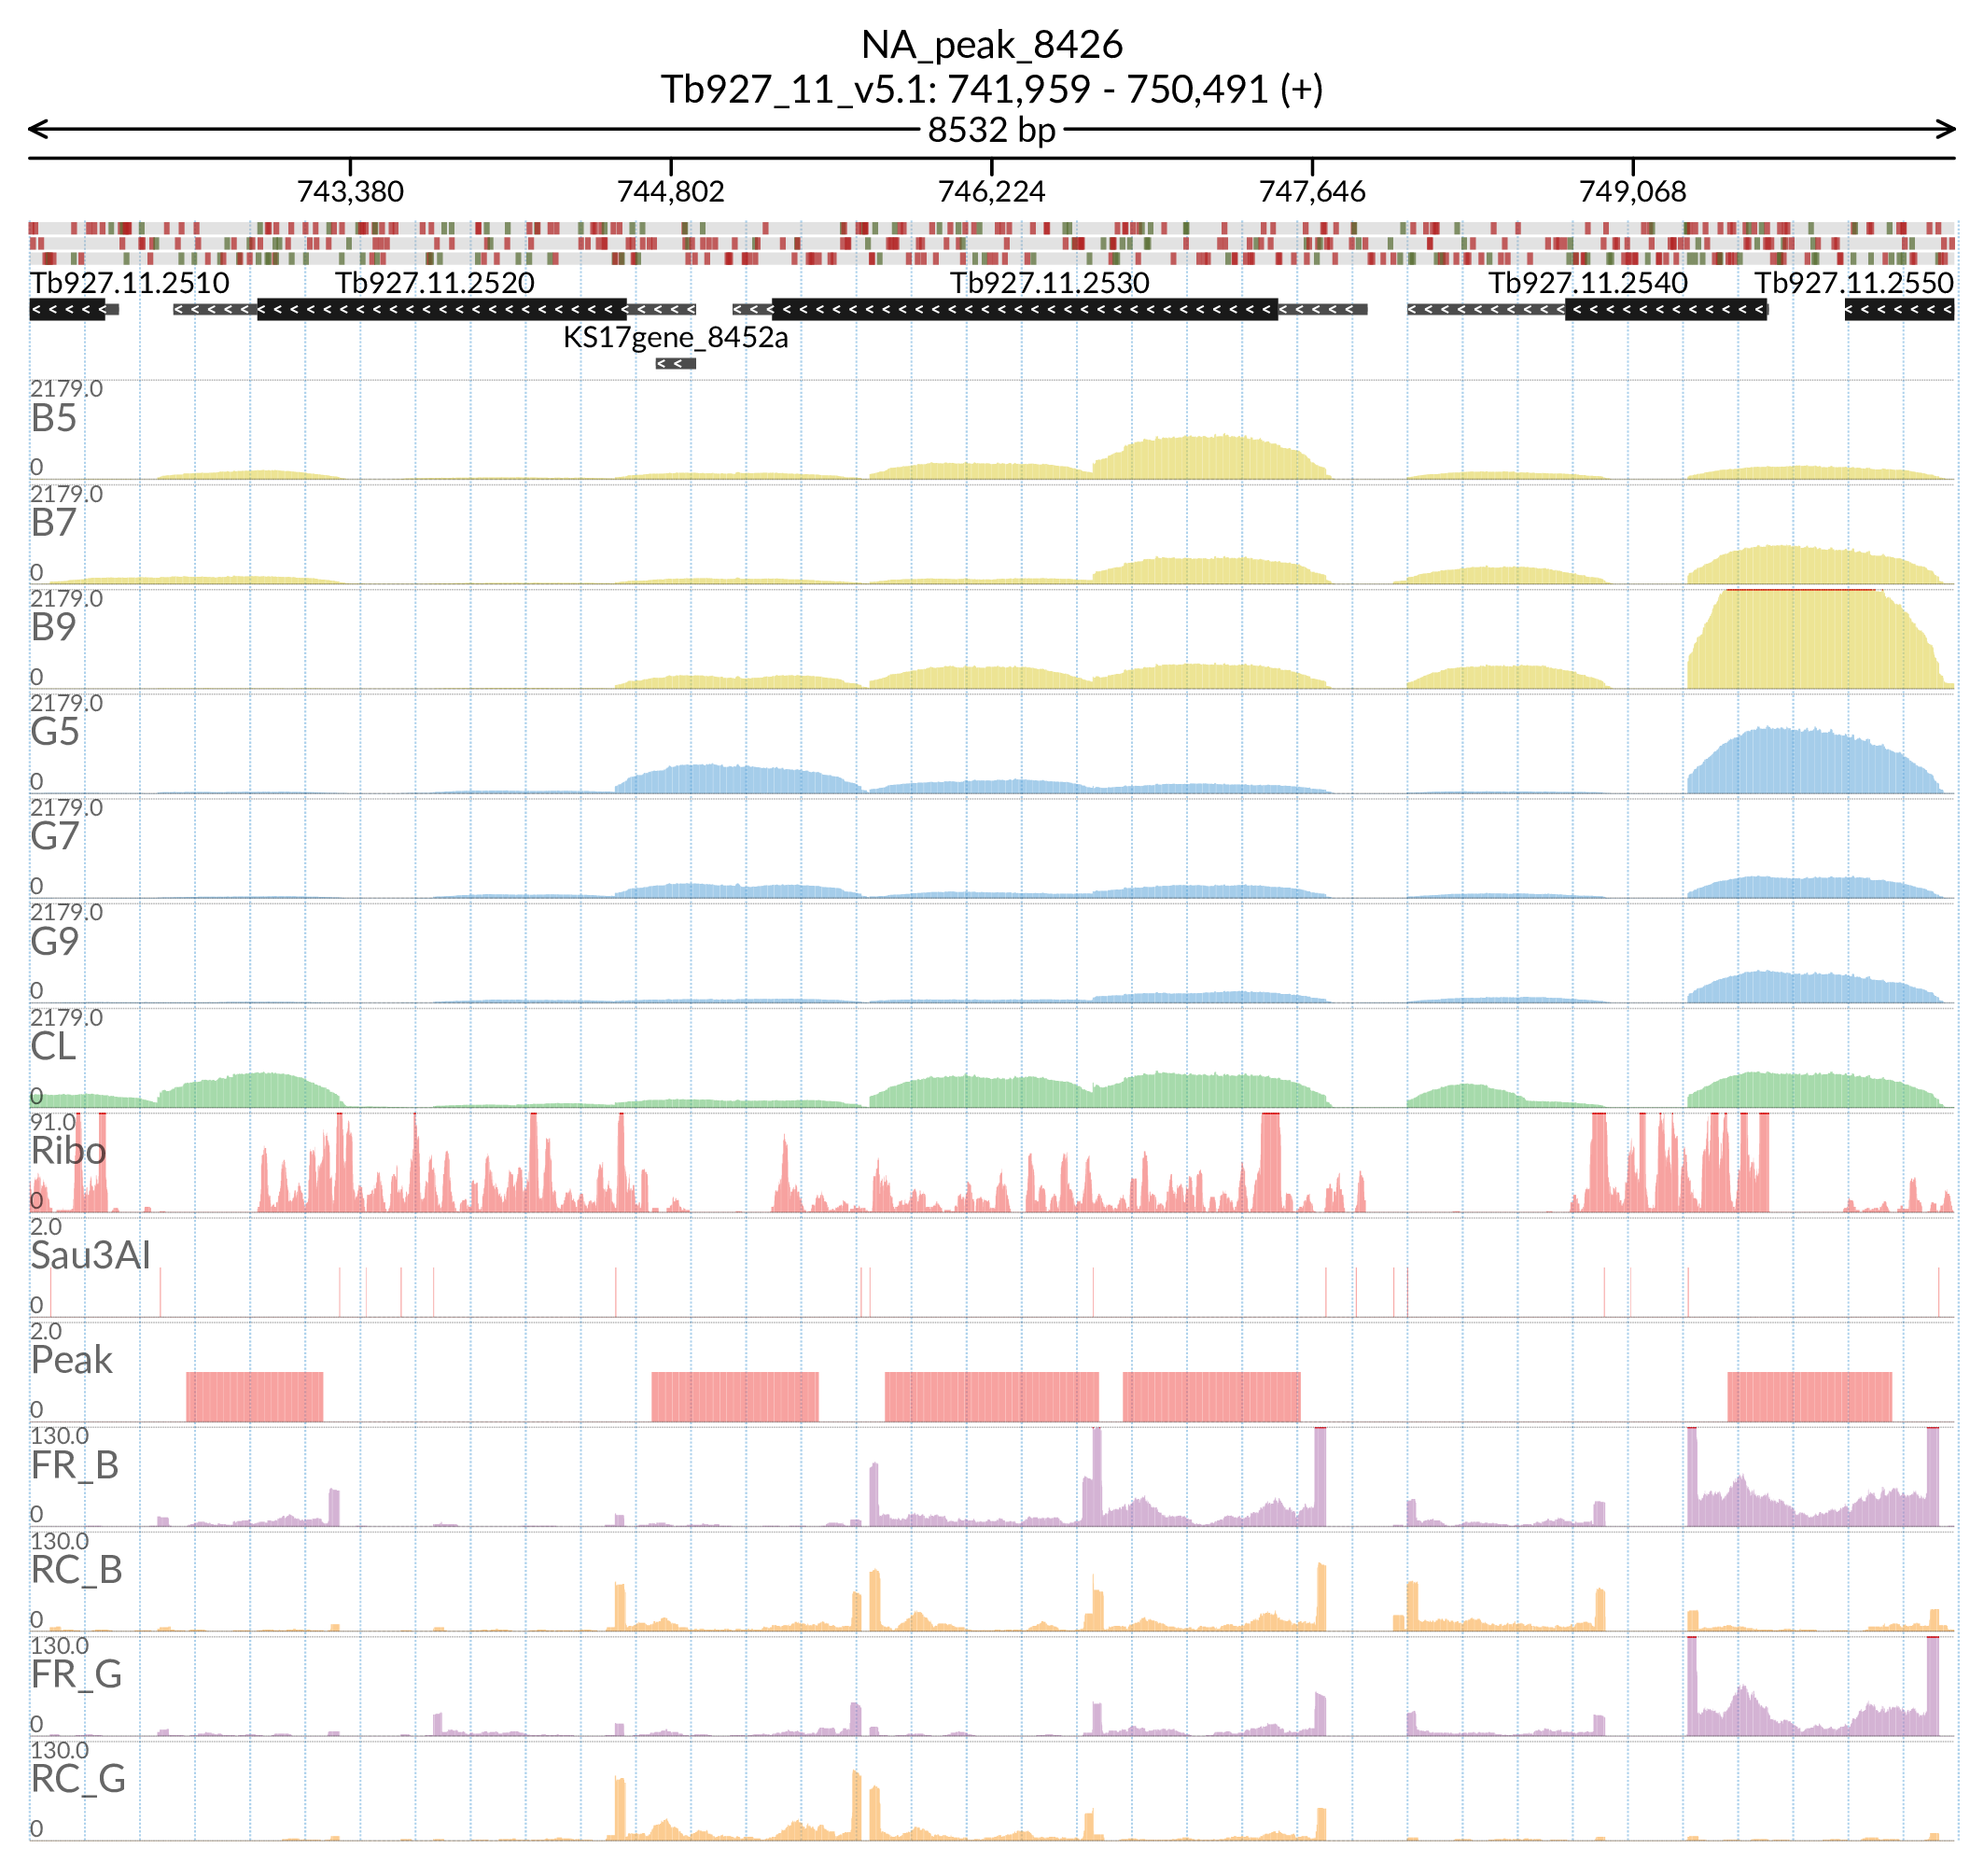 NA_peak_8426
Tb927_11_v5.1: 741,959 - 750,491 (+)
8532 bp
743,380 744,802 746,224 747,646 749,068
Tb927.11.2510 Tb927.11.2520 Tb927.11.2530 Tb927.11.2540 Tb927.11.2550
KS17gene_8452a
2179.0
B5
0
2179.0
B7
0
2179.0
B9
0
2179.0
G5
0
2179.0
G7
0
2179.0
G9
0
2179.0
CL
0
91.0
Ribo
0
2.0
Sau3AI
0
2.0
Peak
0
130.0
FR_B
0
130.0
RC_B
0
130.0
FR_G
0
130.0
RC_G
0